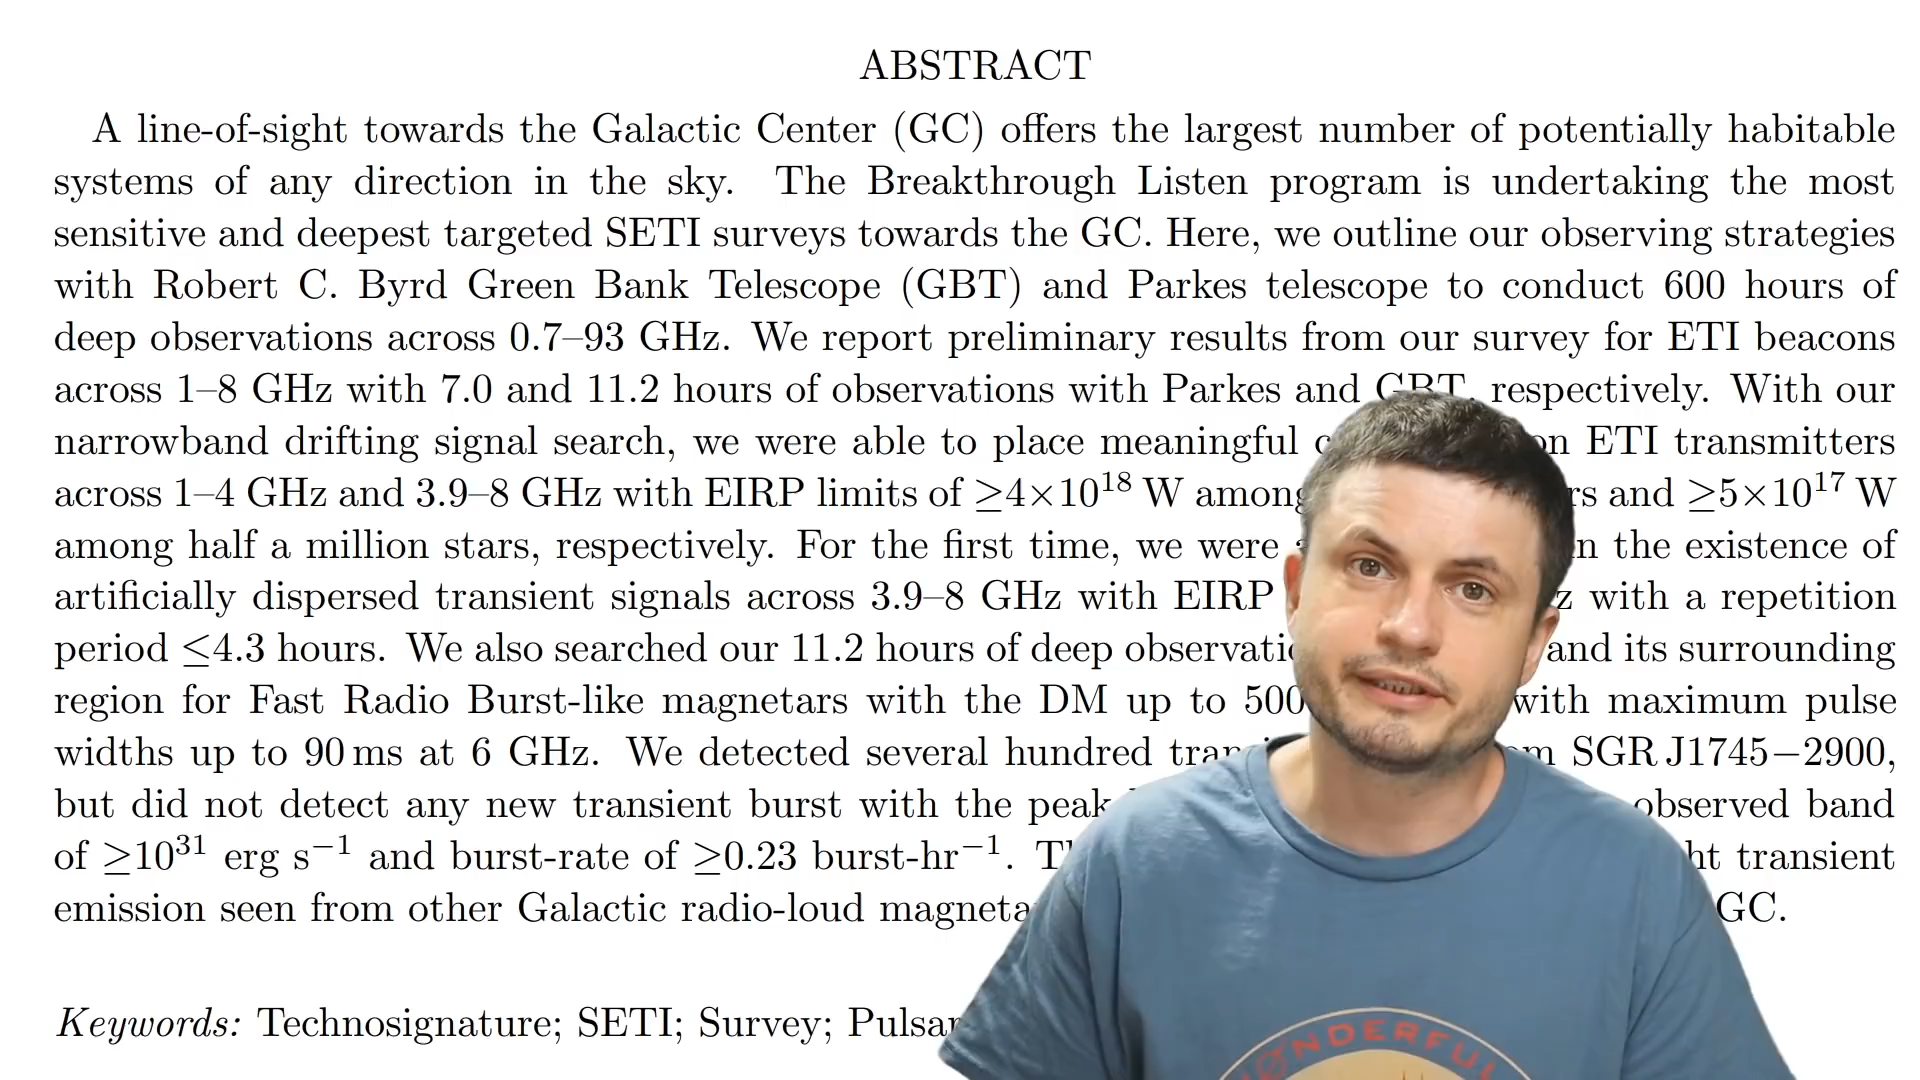 ABSTRACT
A line-of-sight towards the Galactic Center (GC) offers the largest number of potentially habitable
systems of any direction in the sky. The Breakthrough Listen program is undertaking the most
sensitive and deepest targeted SETI surveys towards the GC. Here, we outline our observing strategies
with Robert C. Byrd Green Bank Telescope (GBT) and Parkes telescope to conduct 600 hours of
deep observations across 0.7–93 GHz. We report preliminary results from our survey for ETI beacons
across 1–8 GHz with 7.0 and 11.2 hours of observations with Parkes and GBT, respectively. With our
narrowband drifting signal search, we were able to place meaningful on ETI transmitters
across 1–4 GHz and 3.9–8 GHz with EIRP limits of ≥4×10¹⁸ W among and ≥5×10¹⁷ W
among half a million stars, respectively. For the first time, we were the existence of
artificially dispersed transient signals across 3.9–8 GHz with EIRP with a repetition
period ≤4.3 hours. We also searched our 11.2 hours of deep and its surrounding
region for Fast Radio Burst-like magnetars with the DM up to 500 with maximum pulse
widths up to 90 ms at 6 GHz. We detected several hundred SGR J1745−2900,
but did not detect any new transient burst with the peak observed band
of ≥10³¹ erg s⁻¹ and burst-rate of ≥0.23 burst-hr⁻¹. transient
emission seen from other Galactic radio-loud GC.
Keywords: Technosignature; SETI; Survey; Pulsar
WØNDERFUL